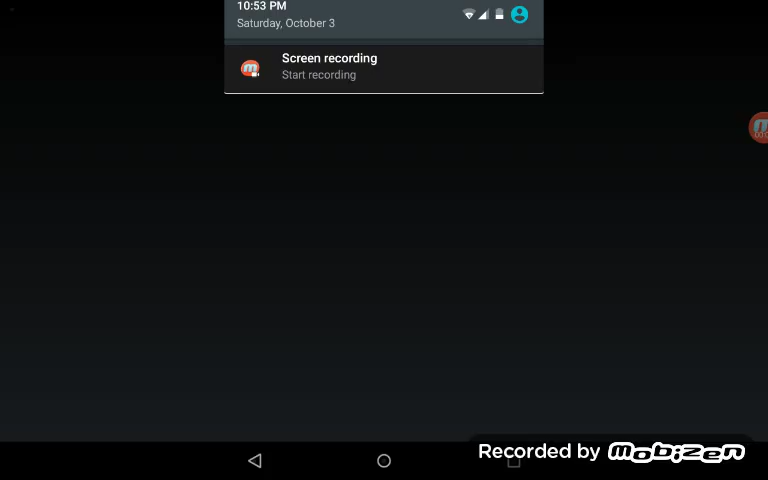 10:53 PM
Saturday, October 3
Screen recording
Start recording
Recorded by mobizen